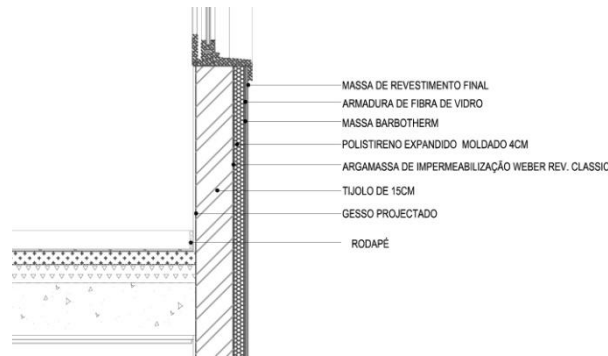 MASSA DE REVESTIMENTO FINAL
ARMADURA DE FIBRA DE VIDRO
MASSA BARBOTHERM
POLISTIRENO EXPANDIDO MOLDADO 4CM
ARGAMASSA DE IMPERMEABILIZAÇÃO WEBER REV. CLASSIC
TIJOLO DE 15CM
GESSO PROJECTADO
RODAPÉ